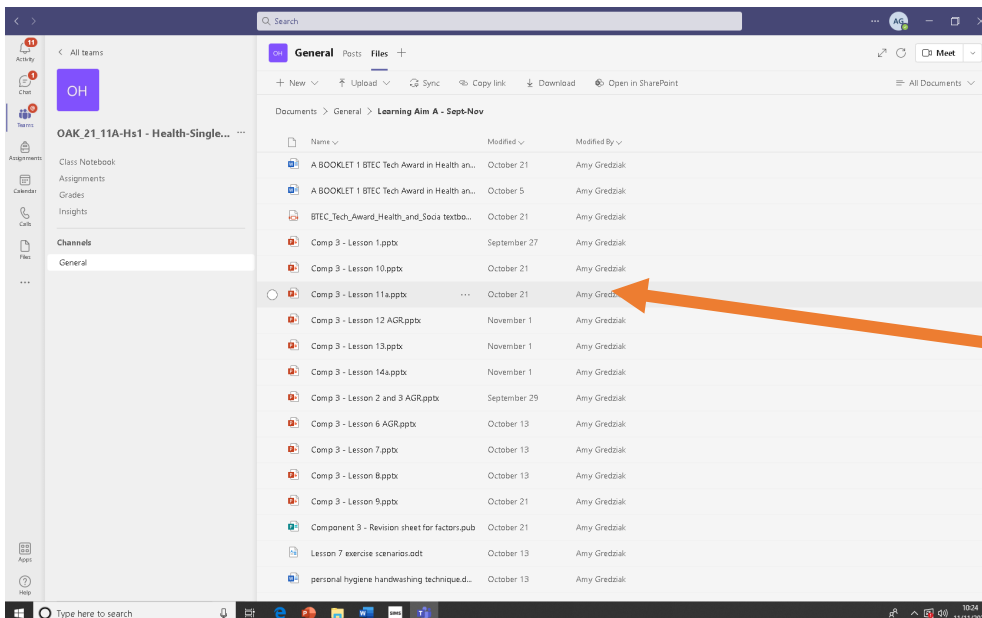 Search
AG
11
Activity
All teams
OH
General Posts Files
Meet
1
Chat
OH
New Upload Sync Copy link Download Open in SharePoint All Documents
Teams
Documents > General > Learning Aim A - Sept-Nov
OAK_21_11A-Hs1 - Health-Single...
Name Modified Modified By
Assignments
Class Notebook
A BOOKLET 1 BTEC Tech Award in Health an... October 21 Amy Gredziak
Assignments
Calendar
Grades
A BOOKLET 1 BTEC Tech Award in Health an... October 5 Amy Gredziak
Insights
Calls
BTEC_Tech_Award_Health_and_Socia textbo... October 21 Amy Gredziak
Channels
Comp 3 - Lesson 1.pptx September 27 Amy Gredziak
Files
General
Comp 3 - Lesson 10.pptx October 21 Amy Gredziak
Comp 3 - Lesson 11a.pptx October 21 Amy
Comp 3 - Lesson 12 AGR.pptx November 1 Amy Gredziak
Comp 3 - Lesson 13.pptx November 1 Amy Gredziak
Comp 3 - Lesson 14a.pptx November 1 Amy Gredziak
Comp 3 - Lesson 2 and 3 AGR.pptx September 29 Amy Gredziak
Comp 3 - Lesson 6 AGR.pptx October 13 Amy Gredziak
Comp 3 - Lesson 7.pptx October 13 Amy Gredziak
Comp 3 - Lesson 8.pptx October 13 Amy Gredziak
Comp 3 - Lesson 9.pptx October 21 Amy Gredziak
Component 3 - Revision sheet for factors.pub October 21 Amy Gredziak
Apps
Lesson 7 exercise scenarios.odt October 13 Amy Gredziak
Help
personal hygiene handwashing technique.d... October 13 Amy Gredziak
Type here to search
SIMS
10:24